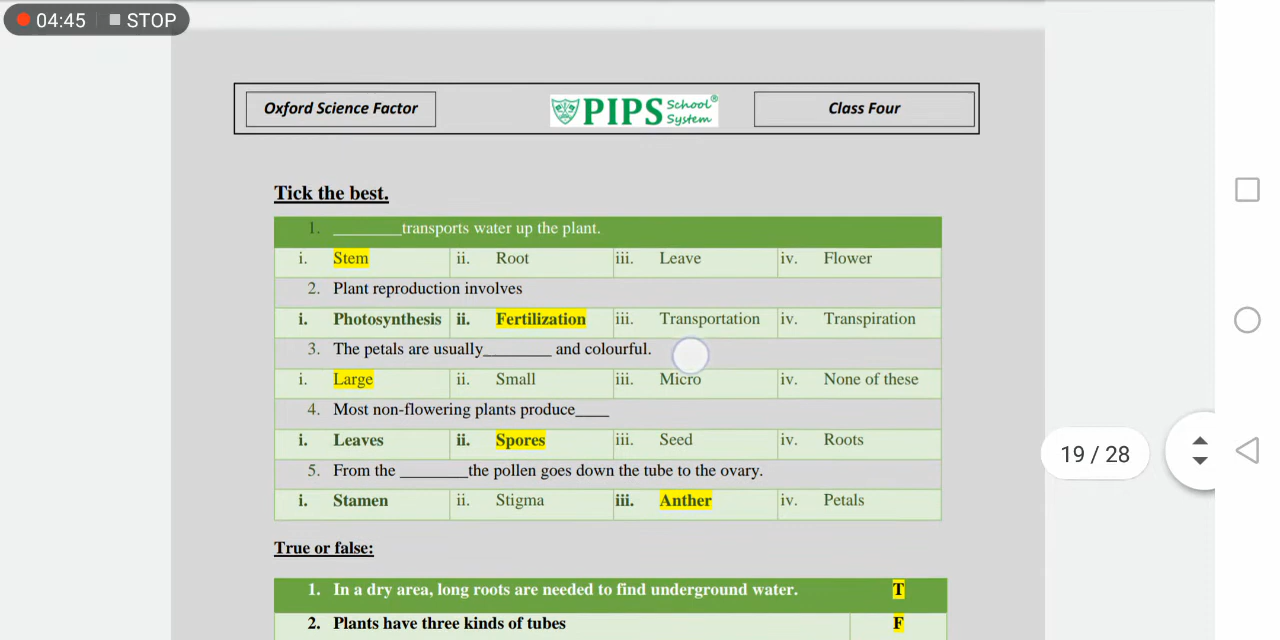 04:45 STOP
Oxford Science Factor PIPS School System® Class Four
Tick the best.
1. ________transports water up the plant.
i. Stem ii. Root iii. Leave iv. Flower
2. Plant reproduction involves
i. Photosynthesis ii. Fertilization iii. Transportation iv. Transpiration
3. The petals are usually________ and colourful.
i. Large ii. Small iii. Micro iv. None of these
4. Most non-flowering plants produce____
i. Leaves ii. Spores iii. Seed iv. Roots
5. From the ________the pollen goes down the tube to the ovary.
i. Stamen ii. Stigma iii. Anther iv. Petals
19 / 28
True or false:
1. In a dry area, long roots are needed to find underground water. T
2. Plants have three kinds of tubes F